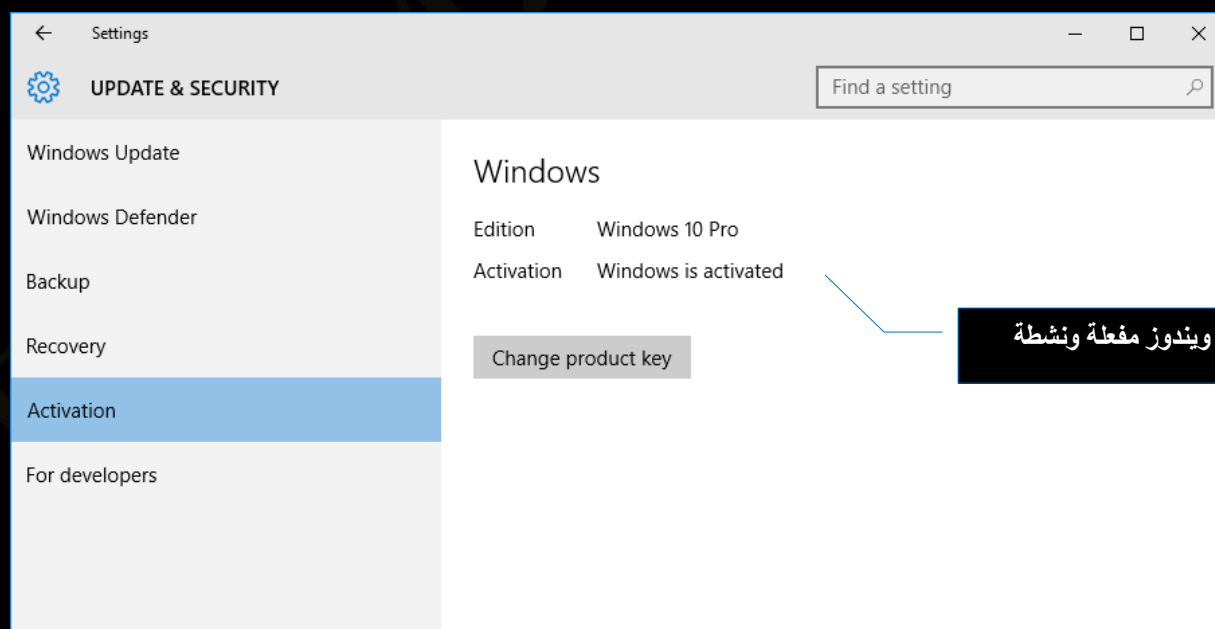 Settings
UPDATE & SECURITY
Find a setting
Windows Update
Windows Defender
Backup
Recovery
Activation
For developers
Windows
Edition Windows 10 Pro
Activation Windows is activated
Change product key
ويندوز مفعلة ونشطة